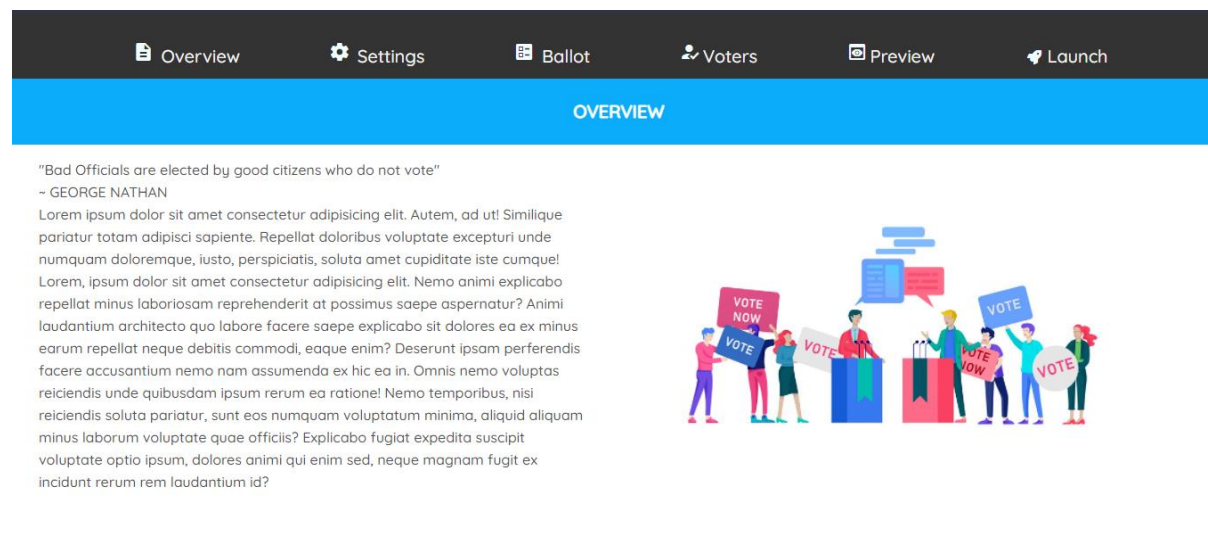 Overview Settings Ballot Voters Preview Launch
OVERVIEW
"Bad Officials are elected by good citizens who do not vote"
~ GEORGE NATHAN
Lorem ipsum dolor sit amet consectetur adipisicing elit. Autem, ad ut! Similique
pariatur totam adipisci sapiente. Repellat doloribus voluptate excepturi unde
numquam doloremque, iusto, perspiciatis, soluta amet cupiditate iste cumque!
Lorem, ipsum dolor sit amet consectetur adipisicing elit. Nemo animi explicabo
repellat minus laboriosam reprehenderit at possimus saepe aspernatur? Animi
laudantium architecto quo labore facere saepe explicabo sit dolores ea ex minus
earum repellat neque debitis commodi, eaque enim? Deserunt ipsam perferendis
facere accusantium nemo nam assumenda ex hic ea in. Omnis nemo voluptas
reiciendis unde quibusdam ipsum rerum ea ratione! Nemo temporibus, nisi
reiciendis soluta pariatur, sunt eos numquam voluptatum minima, aliquid aliquam
minus laborum voluptate quae officiis? Explicabo fugiat expedita suscipit
voluptate optio ipsum, dolores animi qui enim sed, neque magnam fugit ex
incidunt rerum rem laudantium id?
VOTE
NOW
VOTE
VOTE
VOTE
VOTE
NOW
VOTE